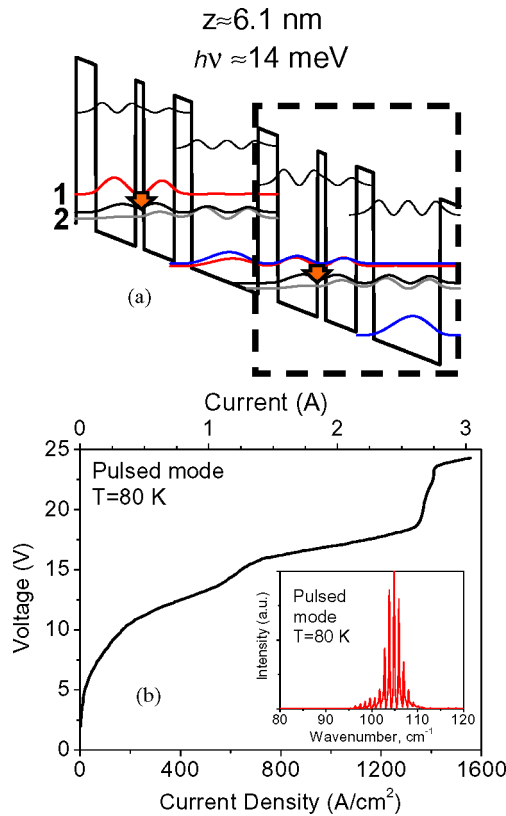 z≈6.1 nm
hν ≈14 meV
1
2
(a)
Current (A)
0 1 2 3
25
20
15
10
5
0
Voltage (V)
Pulsed mode
T=80 K
(b)
Intensity (a.u.)
Pulsed
mode
T=80 K
80 90 100 110 120
Wavenumber, cm⁻¹
0 400 800 1200 1600
Current Density (A/cm²)